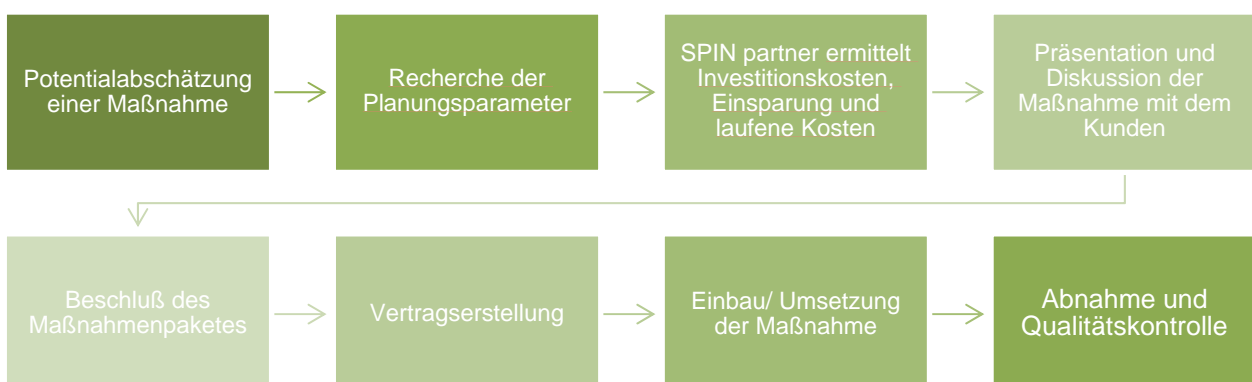 Potentialabschätzung
einer Maßnahme
Recherche der
Planungsparameter
SPIN partner ermittelt
Investitionskosten,
Einsparung und
laufene Kosten
Präsentation und
Diskussion der
Maßnahme mit dem
Kunden
Beschluß des
Maßnahmenpaketes
Vertragserstellung
Einbau/ Umsetzung
der Maßnahme
Abnahme und
Qualitätskontrolle